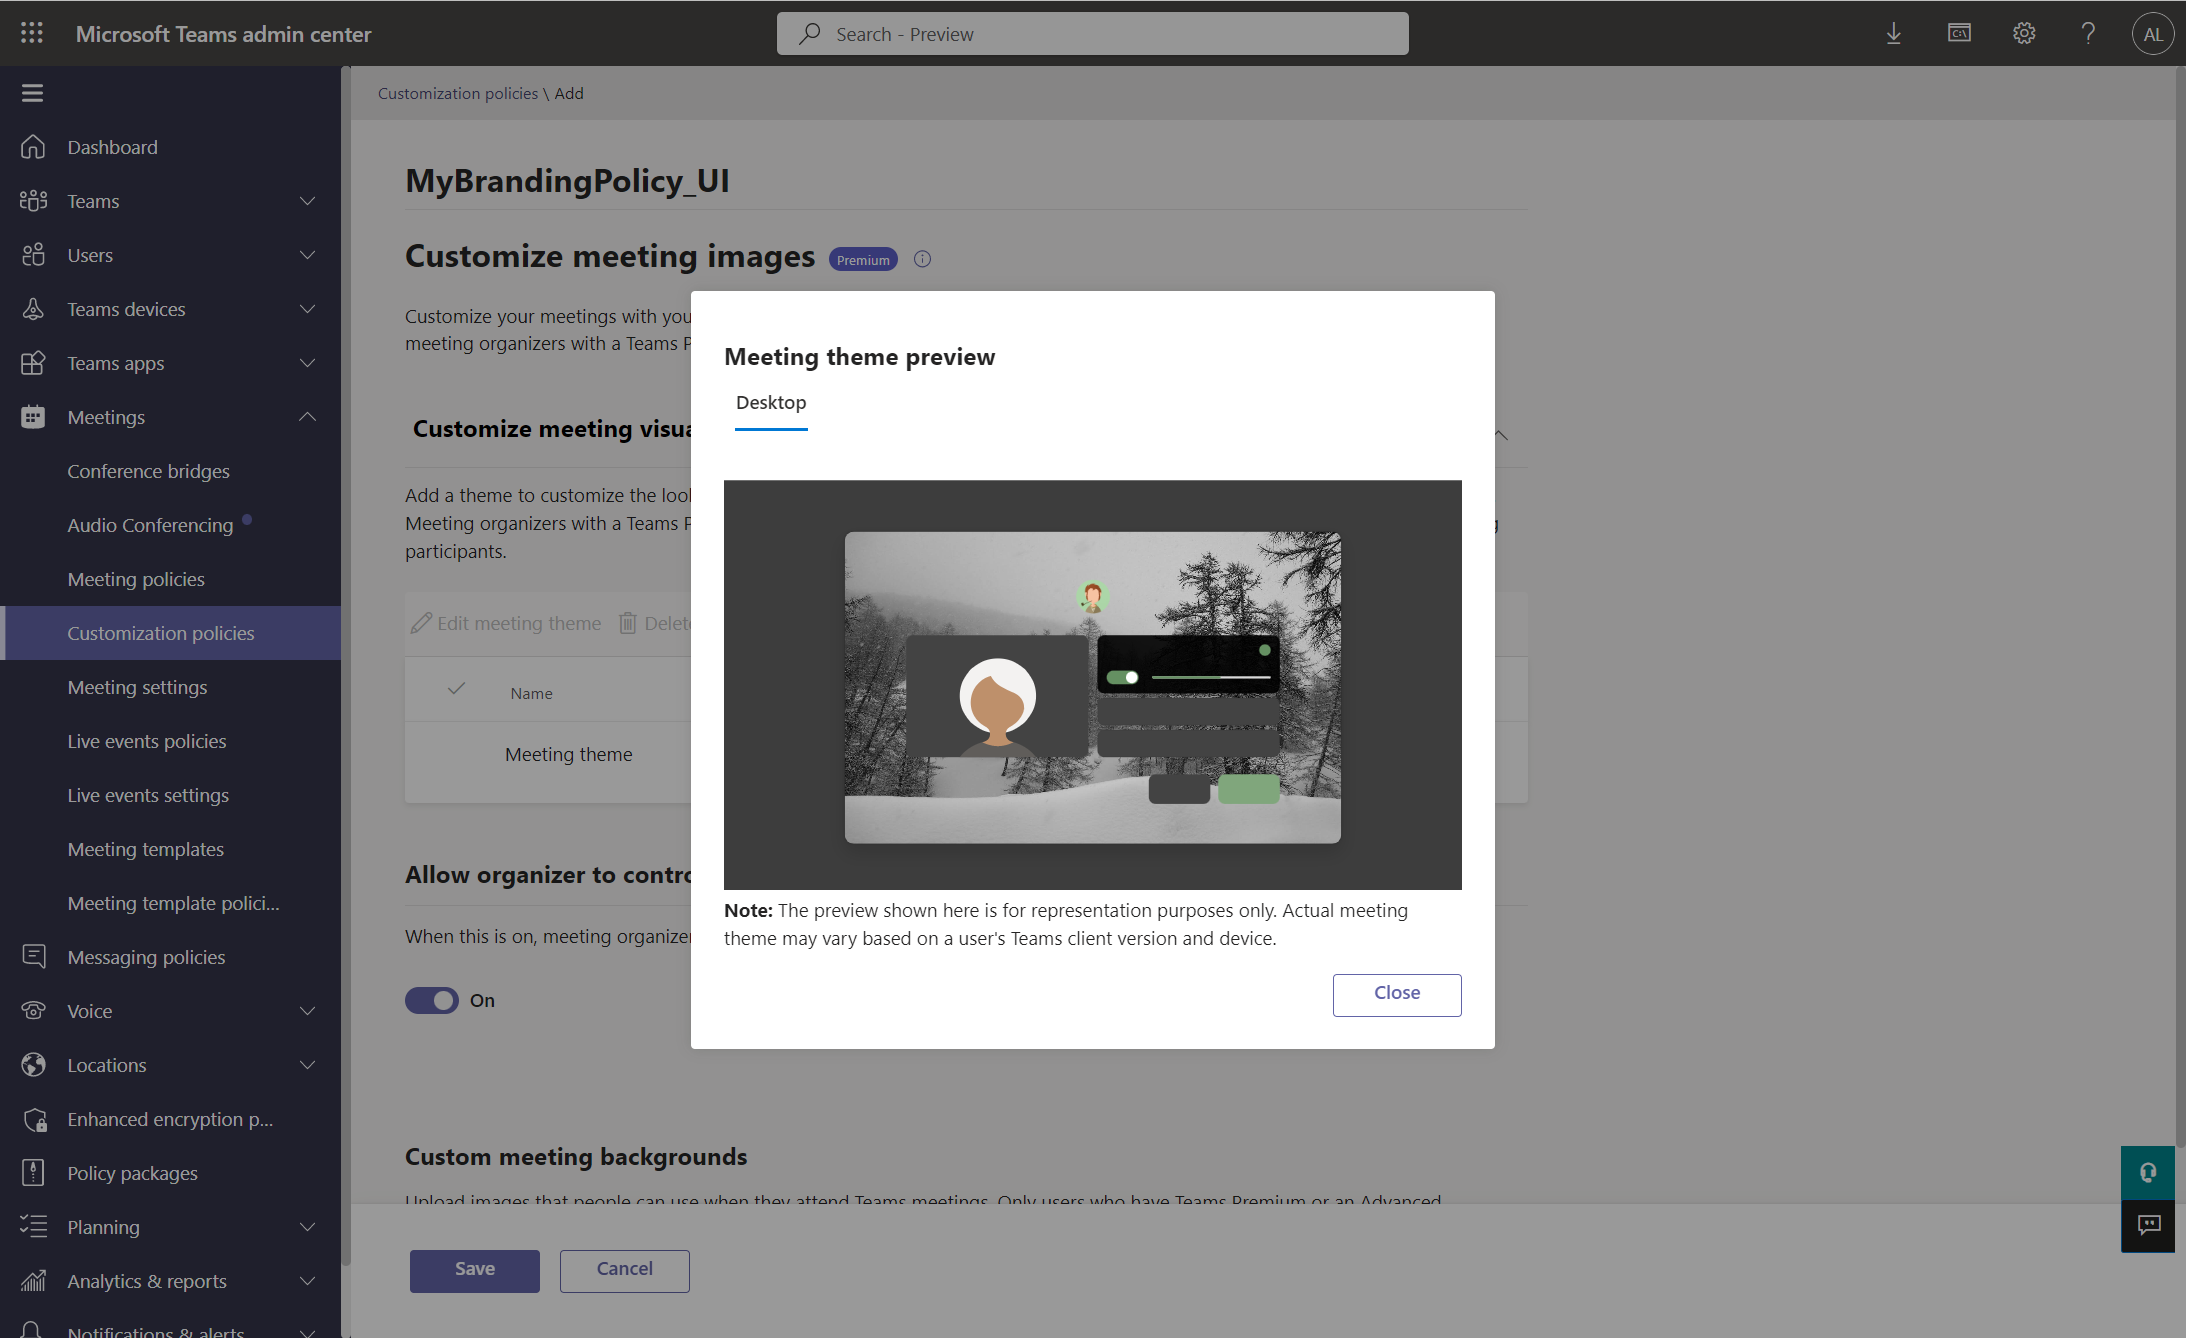 Microsoft Teams admin center
Search - Preview
C:\
?
AL
Customization policies \ Add
Dashboard
Teams
Users
Teams devices
Teams apps
Meetings
Conference bridges
Audio Conferencing
Meeting policies
Customization policies
Meeting settings
Live events policies
Live events settings
Meeting templates
Meeting template polici...
Messaging policies
Voice
Locations
Enhanced encryption p...
Policy packages
Planning
Analytics & reports
Notifications & alerts
MyBrandingPolicy_UI
Customize meeting images Premium
Customize your meetings with you
meeting organizers with a Teams P
Customize meeting visua
Add a theme to customize the look
Meeting organizers with a Teams P
participants.
Edit meeting theme Delete
Name
Meeting theme
Allow organizer to contro
When this is on, meeting organizer
On
Custom meeting backgrounds
Upload images that people can use when they attend Teams meetings. Only users who have Teams Premium or an Advanced
Save Cancel
Meeting theme preview
Desktop
Note: The preview shown here is for representation purposes only. Actual meeting
theme may vary based on a user's Teams client version and device.
Close